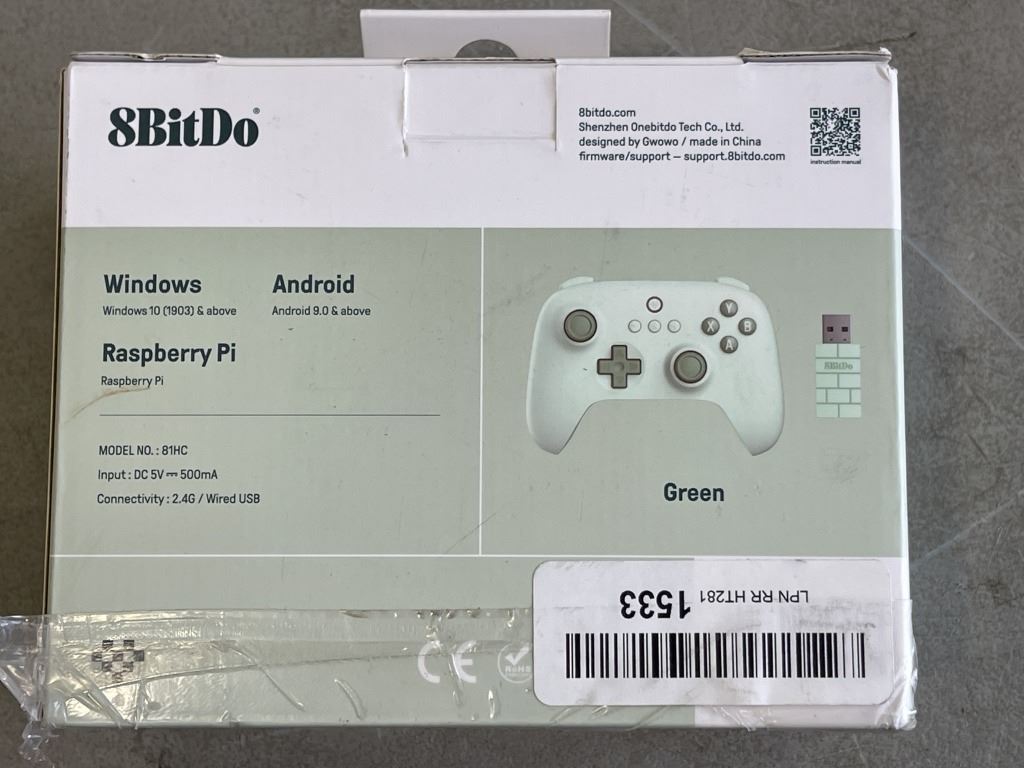 8BitDo®
8bitdo.com
Shenzhen Onebitdo Tech Co., Ltd.
designed by Gwowo / made in China
firmware/support – support.8bitdo.com
instruction manual
Windows
Windows 10 (1903) & above
Android
Android 9.0 & above
Raspberry Pi
Raspberry Pi
MODEL NO. : 81HC
Input : DC 5V ⎓ 500mA
Connectivity : 2.4G / Wired USB
Y
X
B
A
8BitDo
Green
LPN RR HT281 1533
CE
RoHS